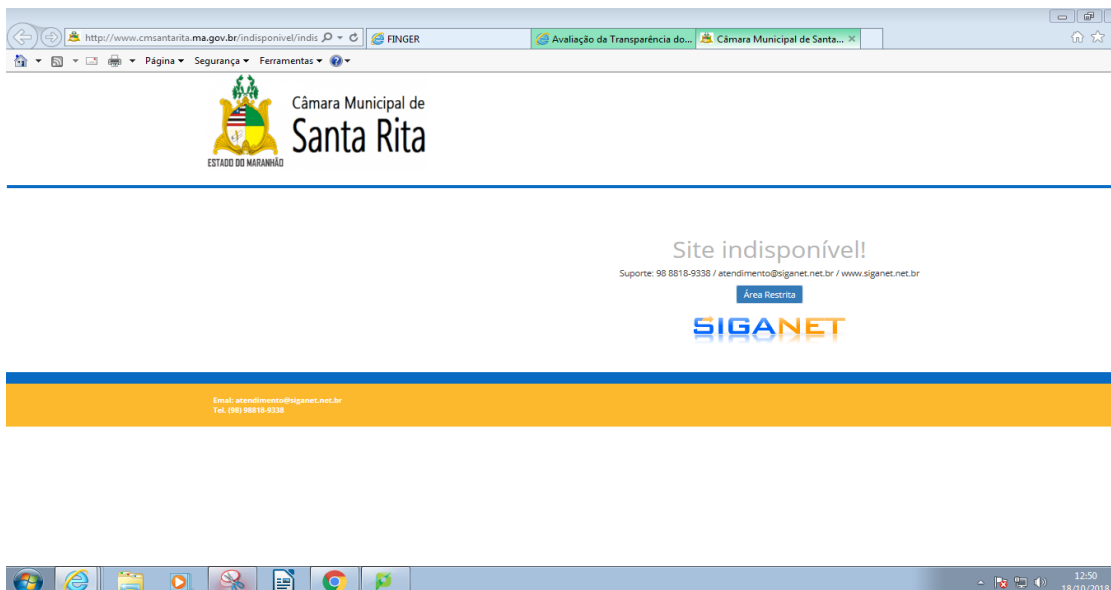 http://www.cmsantarita.ma.gov.br/indisponivel/indis
FINGER
Avaliação da Transparência do...
Câmara Municipal de Santa...
Página
Segurança
Ferramentas
Câmara Municipal de
Santa Rita
ESTADO DO MARANHÃO
Site indisponível!
Suporte: 98 8818-9338 / atendimento@siganet.net.br / www.siganet.net.br
Área Restrita
SIGANET
Emal: atendimento@siganet.net.br
Tel. (98) 98818-9338
12:50
18/10/2018